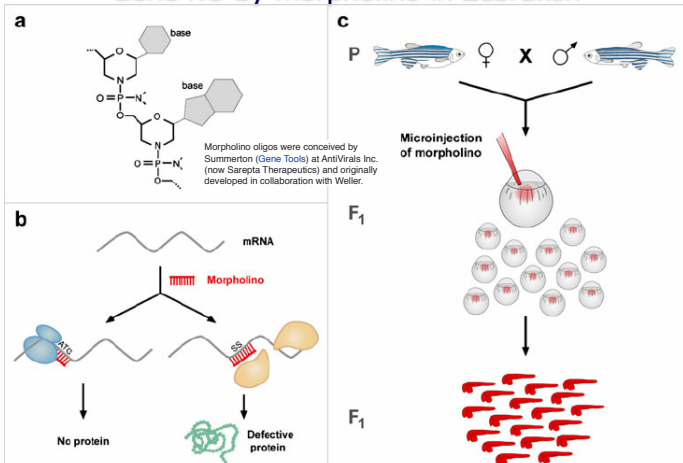 a
base
O
N
O=P–N
O
base
O
N
O=P–N
O
Morpholino oligos were conceived by
Summerton (Gene Tools) at AntiVirals Inc.
(now Sarepta Therapeutics) and originally
developed in collaboration with Weller.
b
mRNA
Morpholino
ATG
SS
No protein
Defective
protein
c
P
♀ X ♂
Microinjection
of morpholino
F1
F1